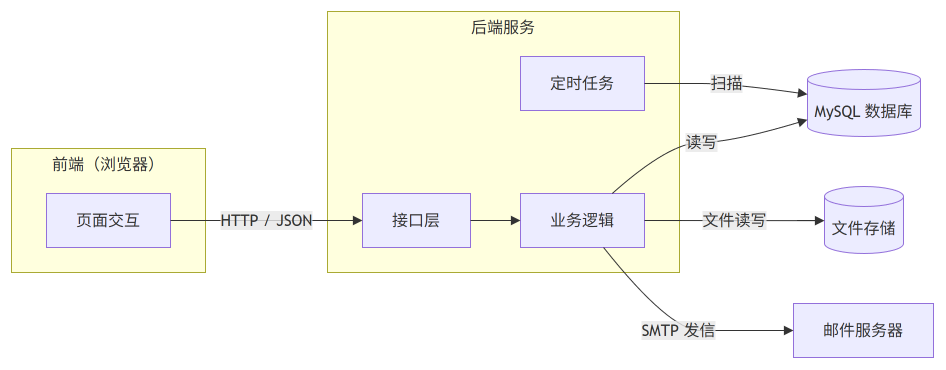 后端服务
定时任务
扫描
MySQL 数据库
读写
前端（浏览器）
页面交互
HTTP / JSON
接口层
业务逻辑
文件读写
文件存储
SMTP 发信
邮件服务器